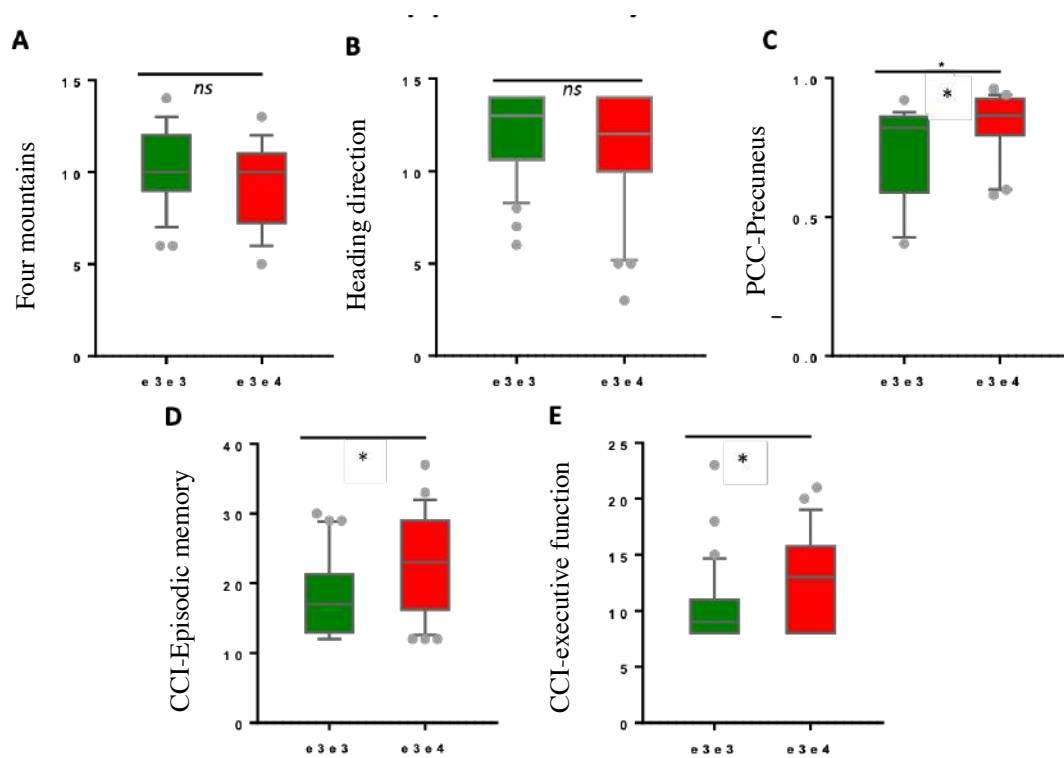 A
Four mountains
15
10
5
0
ns
e3e3
e3e4
B
Heading direction
15
10
5
0
ns
e3e3
e3e4
C
PCC-Precuneus
1.0
0.5
0.0
*
*
e3e3
e3e4
D
CCI-Episodic memory
40
30
20
10
0
*
e3e3
e3e4
E
CCI-executive function
25
20
15
10
5
0
*
e3e3
e3e4